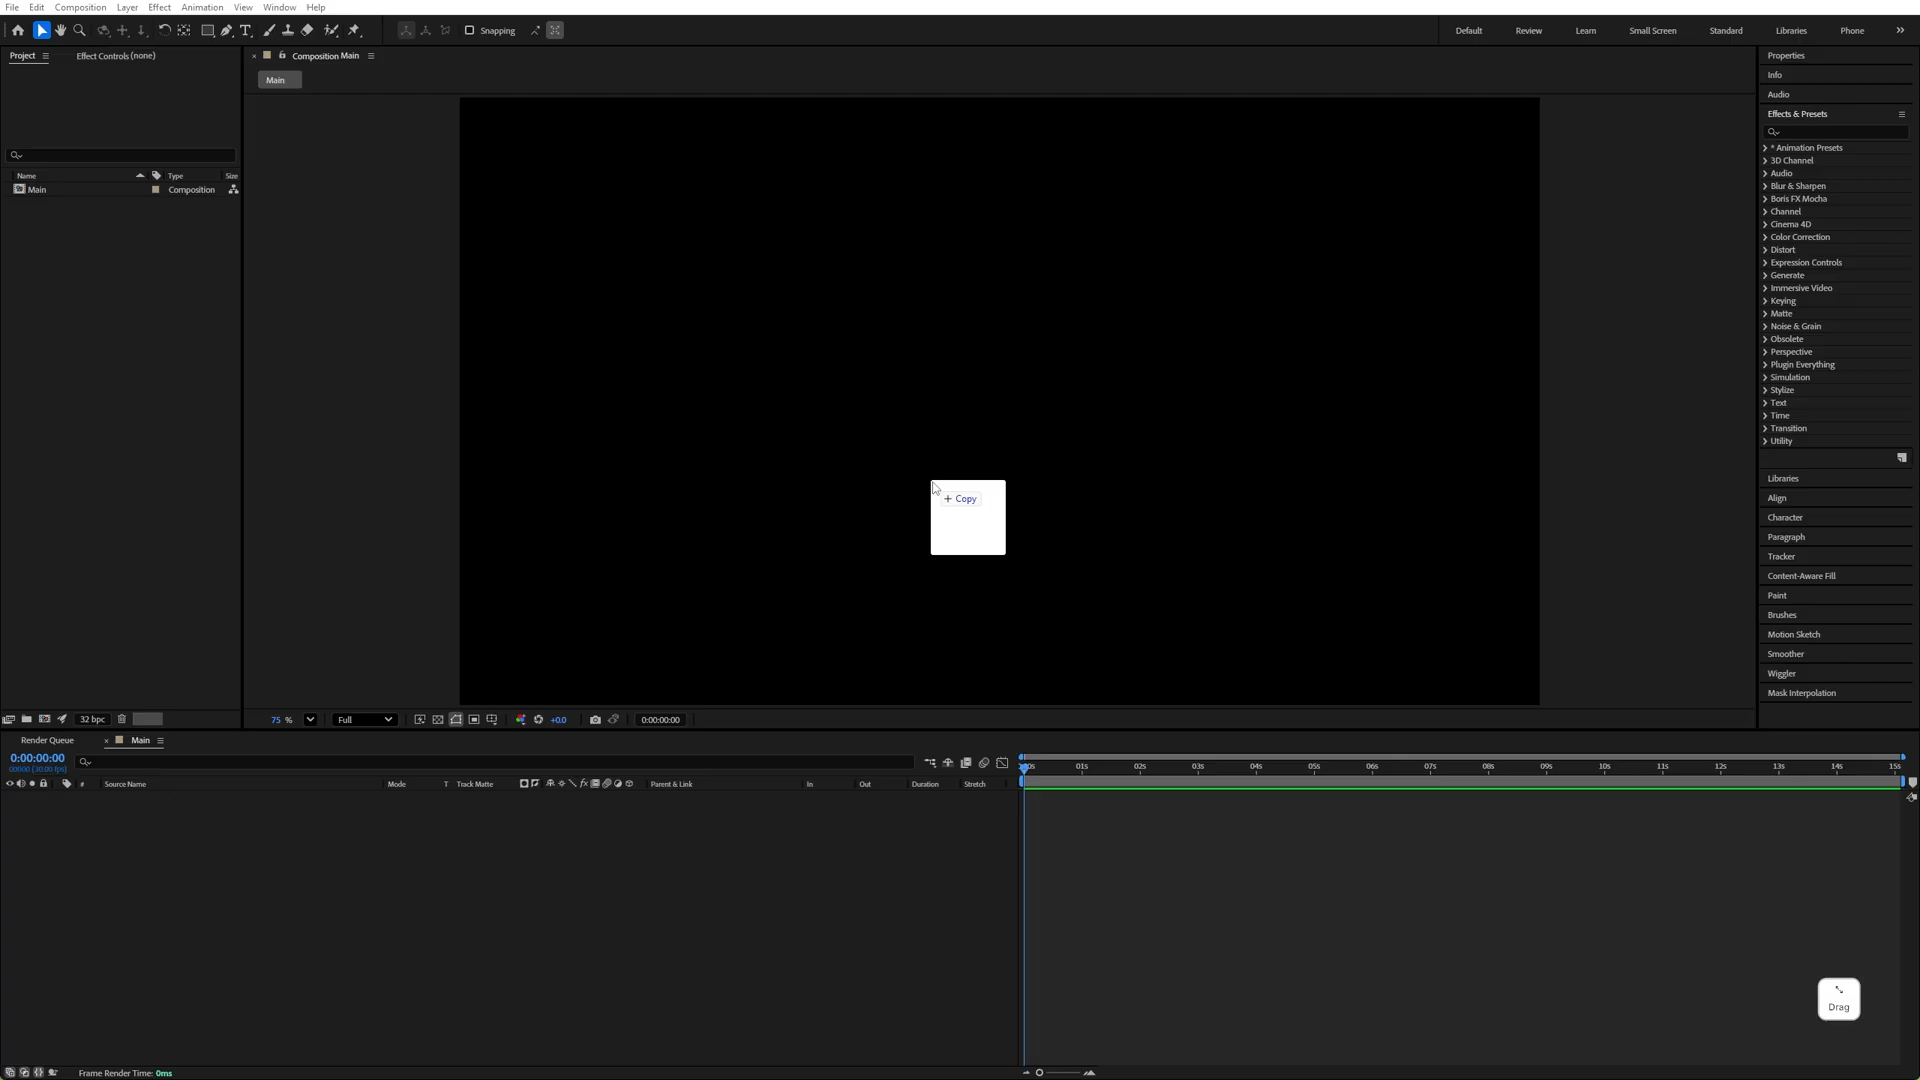 File Edit Composition Layer Effect Animation View Window Help
Snapping
Default Review Learn Small Screen Standard Libraries Phone
Project
Effect Controls (none)
Composition Main
Main
Name Type Size
Main Composition
32 bpc
75 %
Full
+0.0
0:00:00:00
+ Copy
Properties
Info
Audio
Effects & Presets
* Animation Presets
3D Channel
Audio
Blur & Sharpen
Boris FX Mocha
Channel
Cinema 4D
Color Correction
Distort
Expression Controls
Generate
Immersive Video
Keying
Matte
Noise & Grain
Obsolete
Perspective
Plugin Everything
Simulation
Stylize
Text
Time
Transition
Utility
Libraries
Align
Character
Paragraph
Tracker
Content-Aware Fill
Paint
Brushes
Motion Sketch
Smoother
Wiggler
Mask Interpolation
Render Queue
Main
0:00:00:00
00000 (30.00 fps)
# Source Name Mode T Track Matte fx Parent & Link In Out Duration Stretch
01s 02s 03s 04s 05s 06s 07s 08s 09s 10s 11s 12s 13s 14s 15s
Drag
Frame Render Time: 0ms